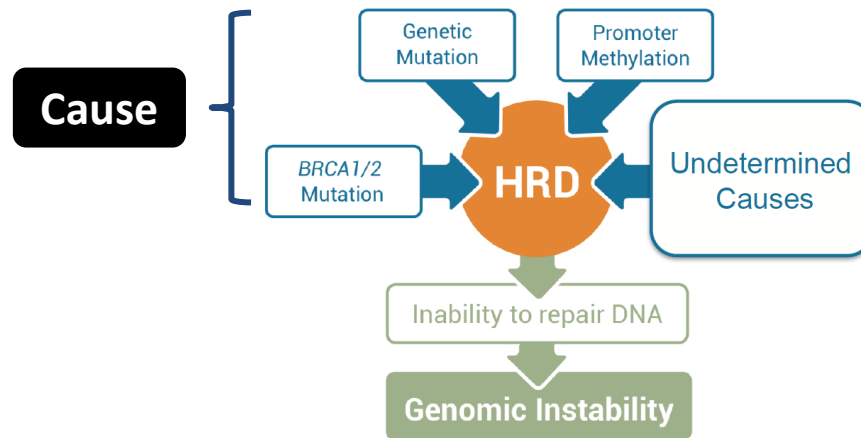 Genetic
Mutation
Promoter
Methylation
Cause
BRCA1/2
Mutation
HRD
Undetermined
Causes
Inability to repair DNA
Genomic Instability